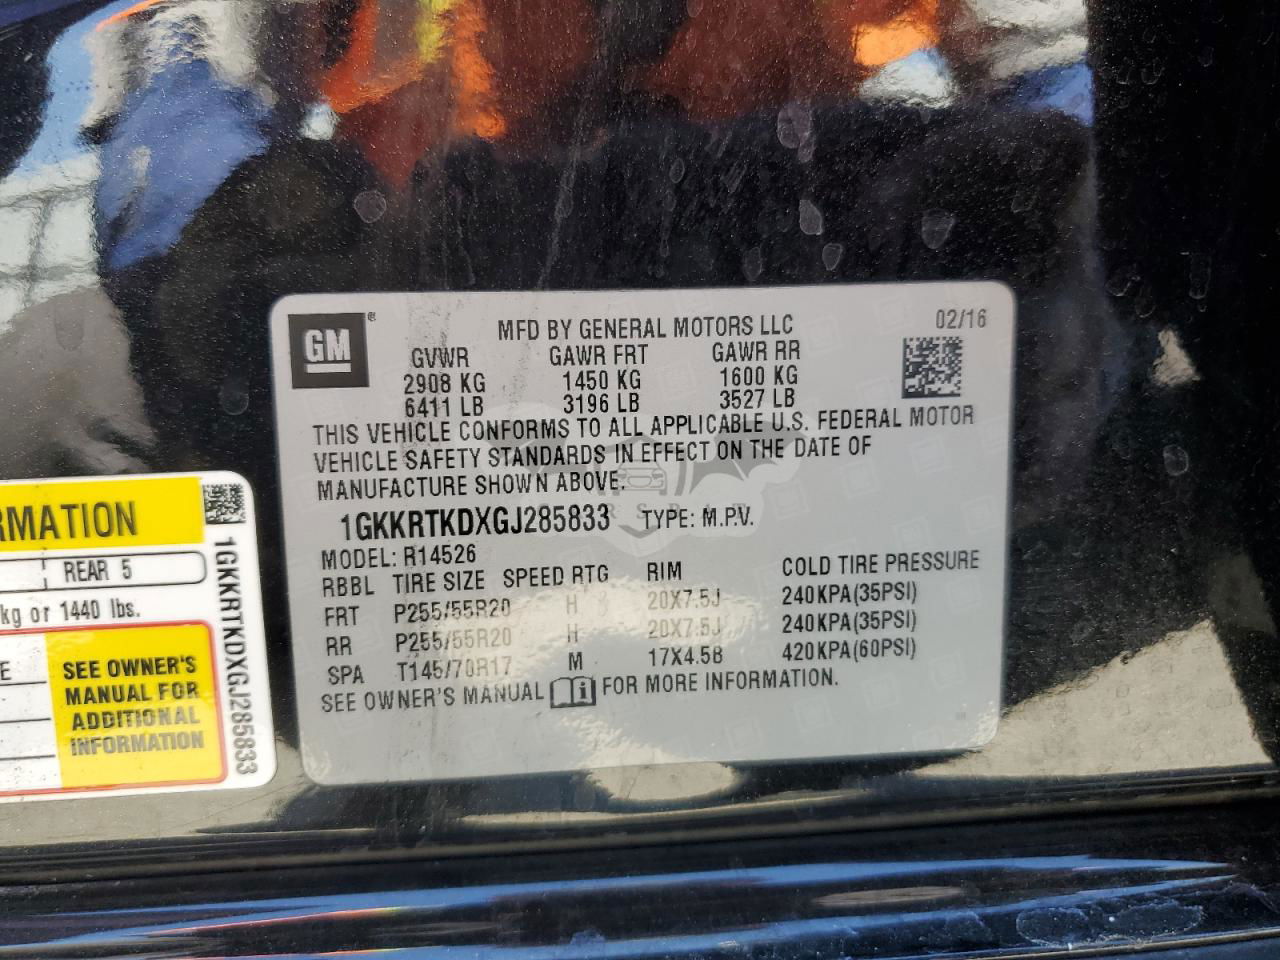 GM
®
MFD BY GENERAL MOTORS LLC
02/16
GVWR GAWR FRT GAWR RR
2908 KG 1450 KG 1600 KG
6411 LB 3196 LB 3527 LB
THIS VEHICLE CONFORMS TO ALL APPLICABLE U.S. FEDERAL MOTOR
VEHICLE SAFETY STANDARDS IN EFFECT ON THE DATE OF
MANUFACTURE SHOWN ABOVE.
1GKKRTKDXGJ285833 TYPE: M.P.V.
MODEL: R14526
RBBL TIRE SIZE SPEED RTG RIM COLD TIRE PRESSURE
FRT P255/55R20 H 20X7.5J 240KPA(35PSI)
RR P255/55R20 H 20X7.5J 240KPA(35PSI)
SPA T145/70R17 M 17X4.5B 420KPA(60PSI)
SEE OWNER'S MANUAL i FOR MORE INFORMATION.
RMATION
REAR 5
kg or 1440 lbs.
E
SEE OWNER'S
MANUAL FOR
ADDITIONAL
INFORMATION
1GKKRTKDXGJ285833